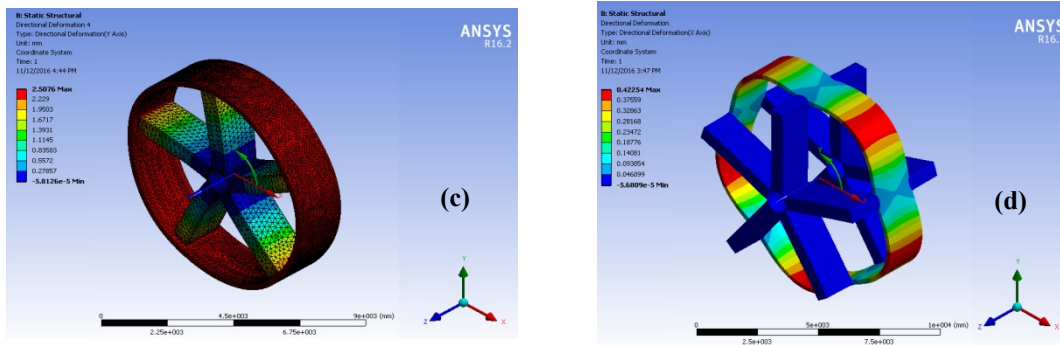 B: Static Structural
Directional Deformation 4
Type: Directional Deformation(Y Axis)
Unit: mm
Coordinate System
Time: 1
11/12/2016 4:44 PM
2.5076 Max
2.229
1.9503
1.6717
1.3931
1.1145
0.83583
0.5572
0.27857
-5.8126e-5 Min
ANSYS
R16.2
(c)
Y
Z
X
0
4.5e+003
9e+003 (mm)
2.25e+003
6.75e+003
B: Static Structural
Directional Deformation
Type: Directional Deformation(X Axis)
Unit: mm
Coordinate System
Time: 1
11/12/2016 3:47 PM
0.42254 Max
0.37559
0.32863
0.28168
0.23472
0.18776
0.14081
0.093854
0.046899
-5.6809e-5 Min
ANSYS
R16.
(d)
Y
Z
X
0
5e+003
1e+004 (mm)
2.5e+003
7.5e+003